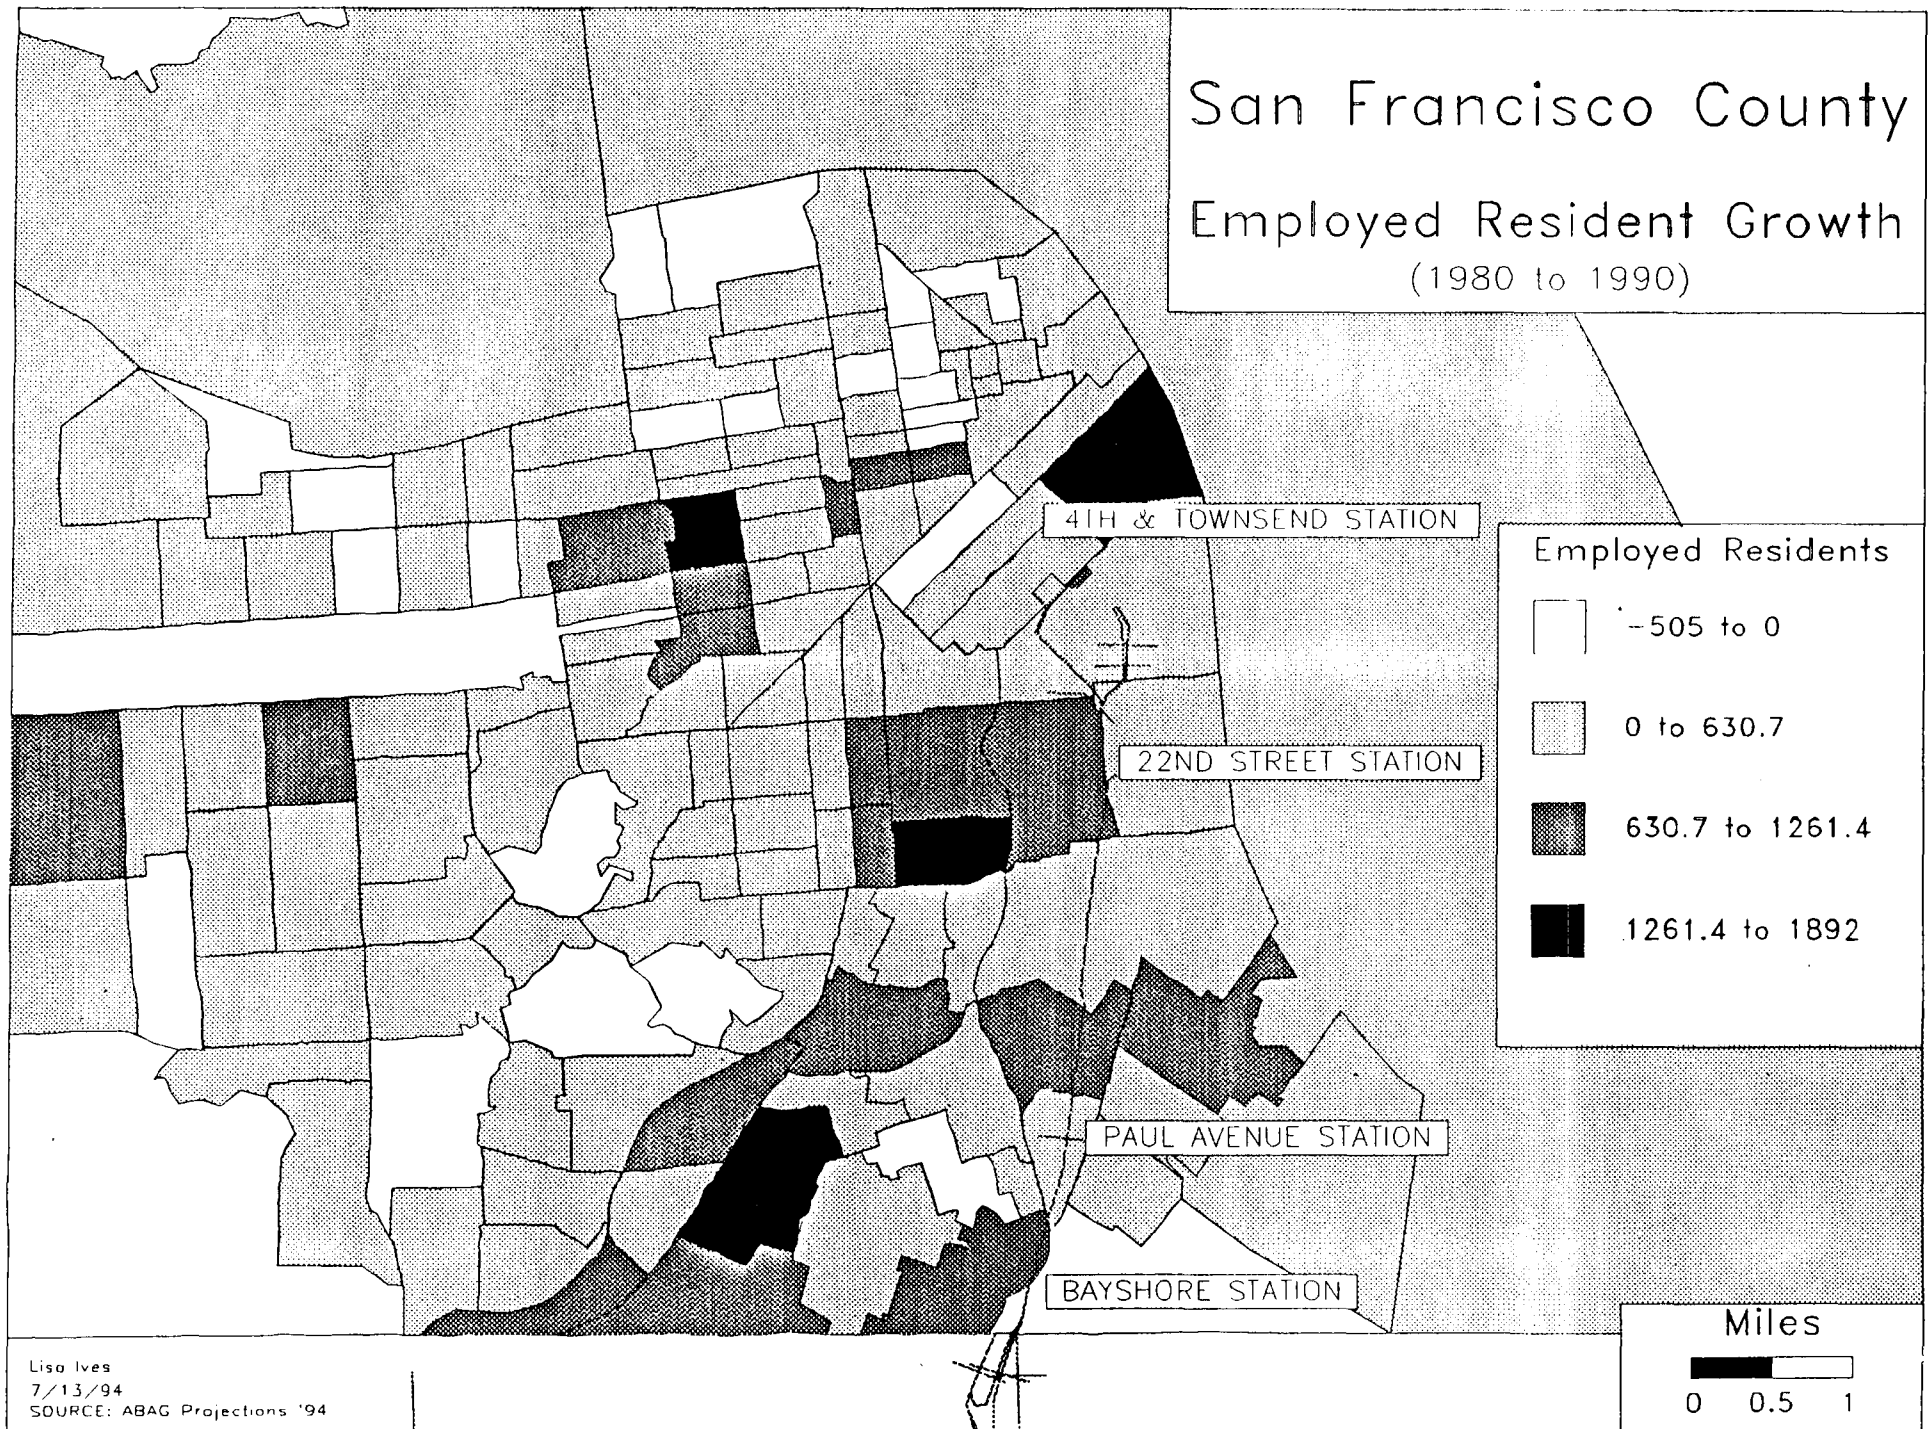 San Francisco County
Employed Resident Growth
(1980 to 1990)
4TH & TOWNSEND STATION
Employed Residents
-505 to 0
0 to 630.7
22ND STREET STATION
630.7 to 1261.4
1261.4 to 1892
PAUL AVENUE STATION
BAYSHORE STATION
Miles
0 0.5 1
Lisa Ives
7/13/94
SOURCE: ABAG Projections '94